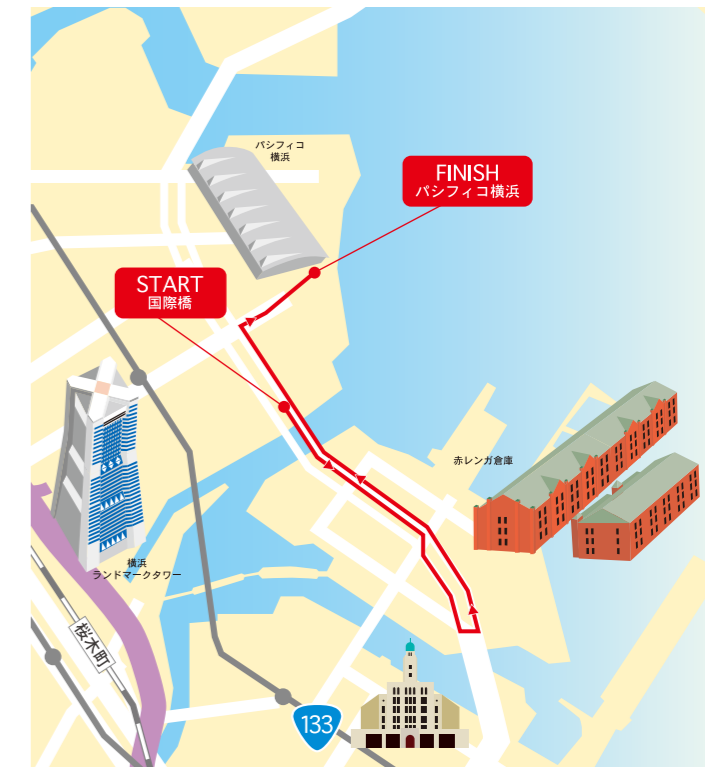 パシフィコ
横浜
FINISH
パシフィコ横浜
START
国際橋
赤レンガ倉庫
横浜
ランドマークタワー
桜木町
133